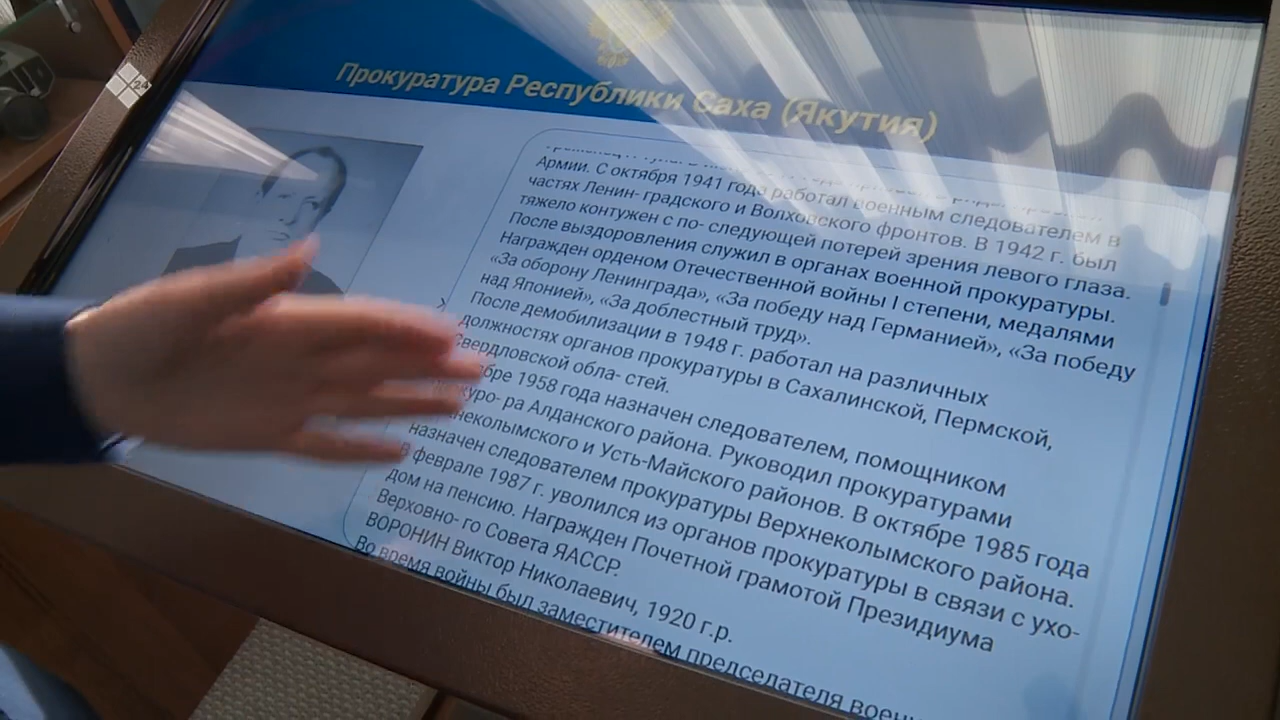 24
Прокуратура Республики Саха (Якутия)
Армии. С октября 1941 года работал военным следователем в
частях Ленин- градского и Волховского фронтов. В 1942 г. был
тяжело контужен с по- следующей потерей зрения левого глаза.
После выздоровления служил в органах военной прокуратуры.
Награжден орденом Отечественной войны I степени, медалями
«За оборону Ленинграда», «За победу над Германией», «За победу
над Японией», «За доблестный труд».
После демобилизации в 1948 г. работал на различных
должностях органов прокуратуры в Сахалинской, Пермской,
Свердловской обла- стей.
бре 1958 года назначен следователем, помощником
куро- ра Алданского района. Руководил прокуратурами
неколымского и Усть-Майского районов. В октябре 1985 года
назначен следователем прокуратуры Верхнеколымского района.
В феврале 1987 г. уволился из органов прокуратуры в связи с ухо-
дом на пенсию. Награжден Почетной грамотой Президиума
Верховно- го Совета ЯАССР.
ВОРОНИН Виктор Николаевич, 1920 г.р.
Во время войны был заместителем председателя воен